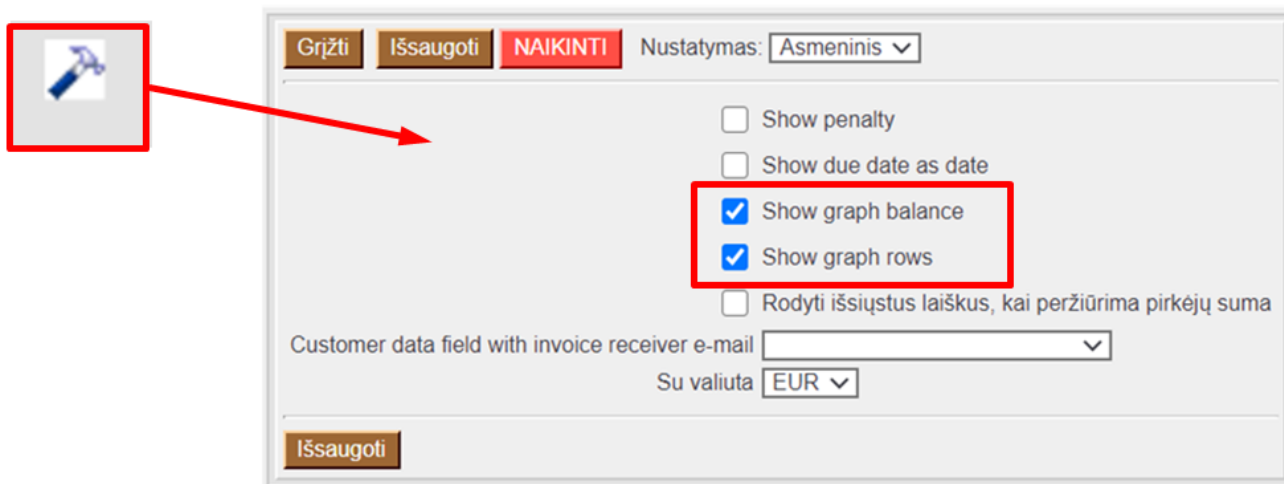 Grįžti Išsaugoti NAIKINTI Nustatymas: Asmeninis
Show penalty
Show due date as date
Show graph balance
Show graph rows
Rodyti išsiųstus laiškus, kai peržiūrima pirkėjų suma
Customer data field with invoice receiver e-mail
Su valiuta EUR
Išsaugoti